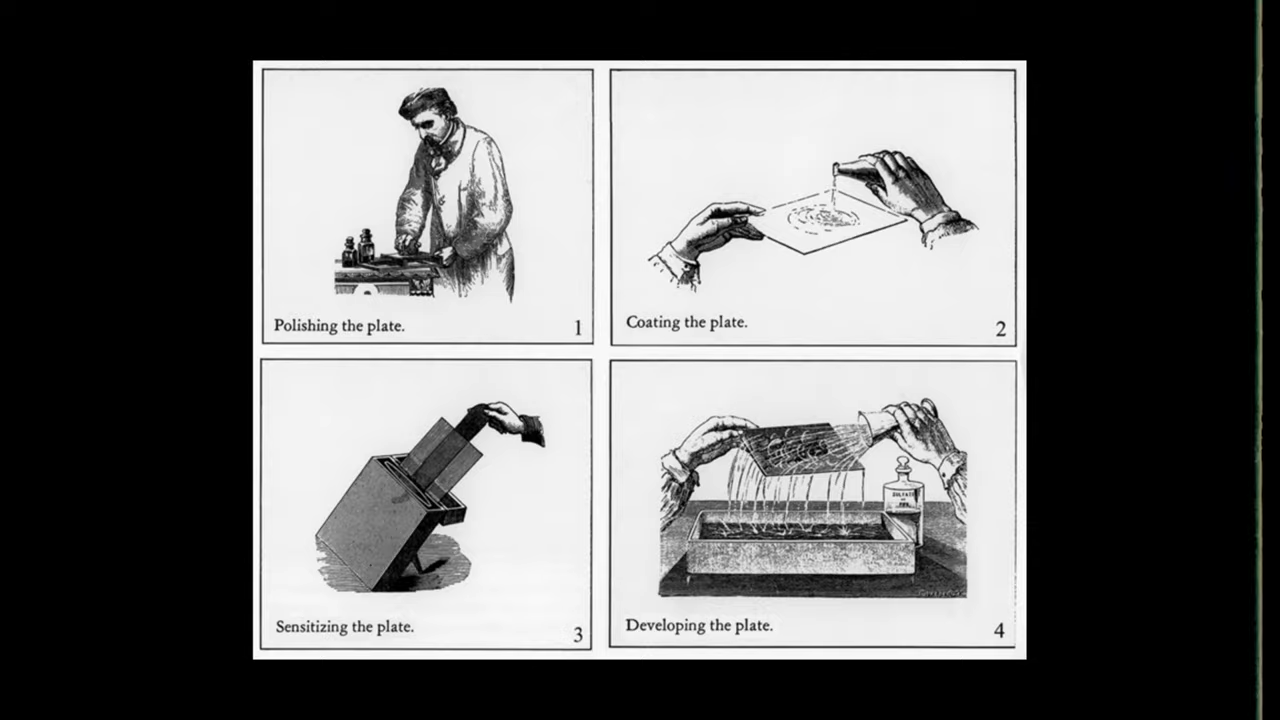 Polishing the plate.
1
Coating the plate.
2
Sensitizing the plate.
3
Developing the plate.
4